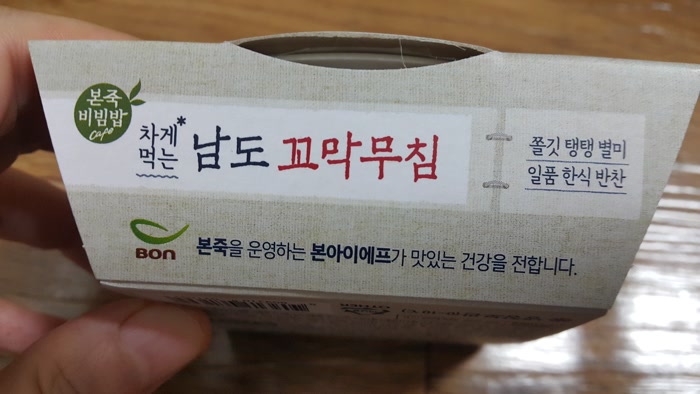 본죽
비빔밥
cafe
차게*
먹는
남도 꼬막무침
쫄깃 탱탱 별미
일품 한식 반찬
BON
본죽을 운영하는 본아이에프가 맛있는 건강을 전합니다.